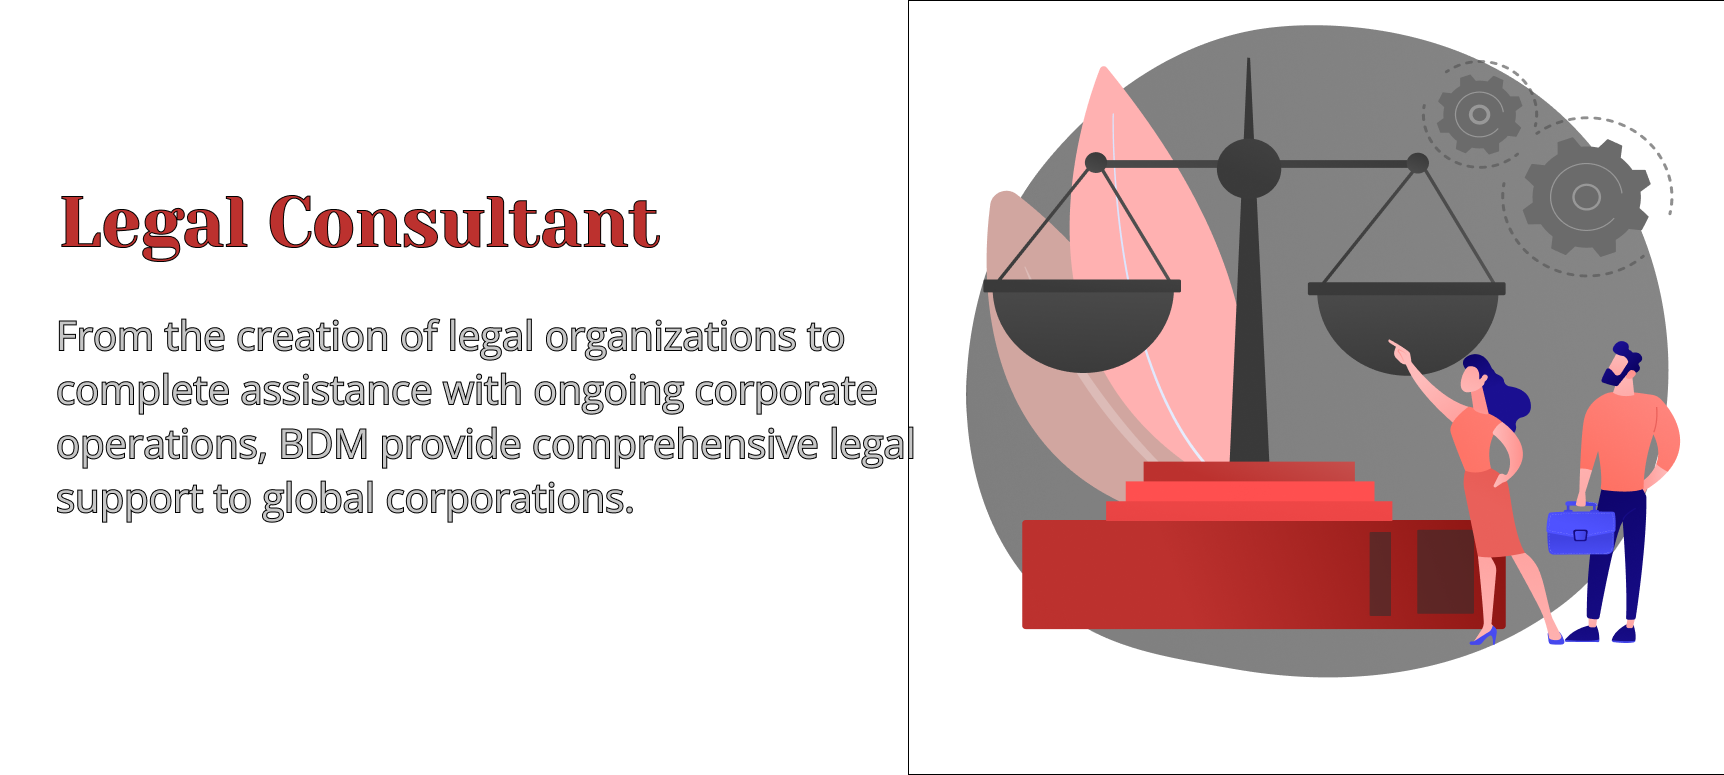 Legal Consultant
From the creation of legal organizations to
complete assistance with ongoing corporate
operations, BDM provide comprehensive legal
support to global corporations.